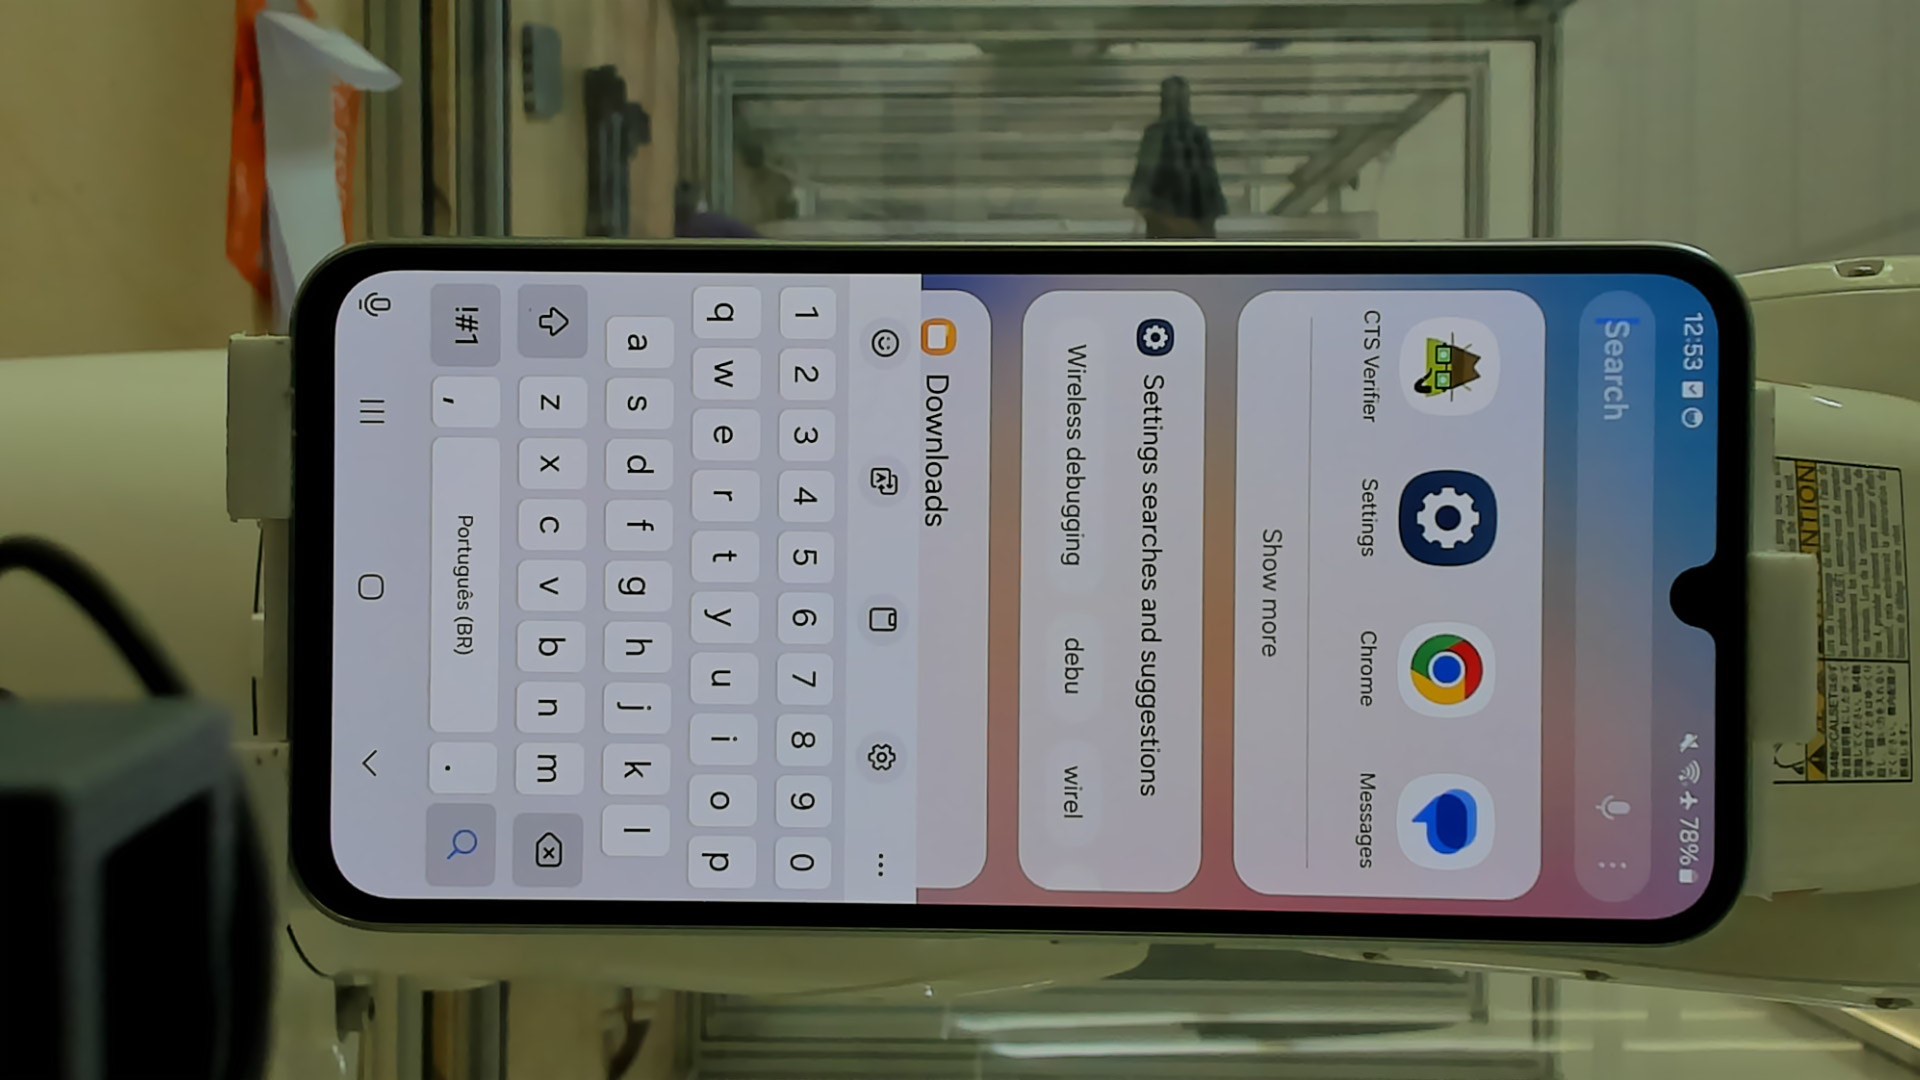 12:53
78%
Search
CTS Verifier
Settings
Chrome
Messages
Show more
Settings searches and suggestions
Wireless debugging
debu
wirel
Downloads
1 2 3 4 5 6 7 8 9 0
q w e r t y u i o p
a s d f g h j k l
z x c v b n m
!#1 , Português (BR) .